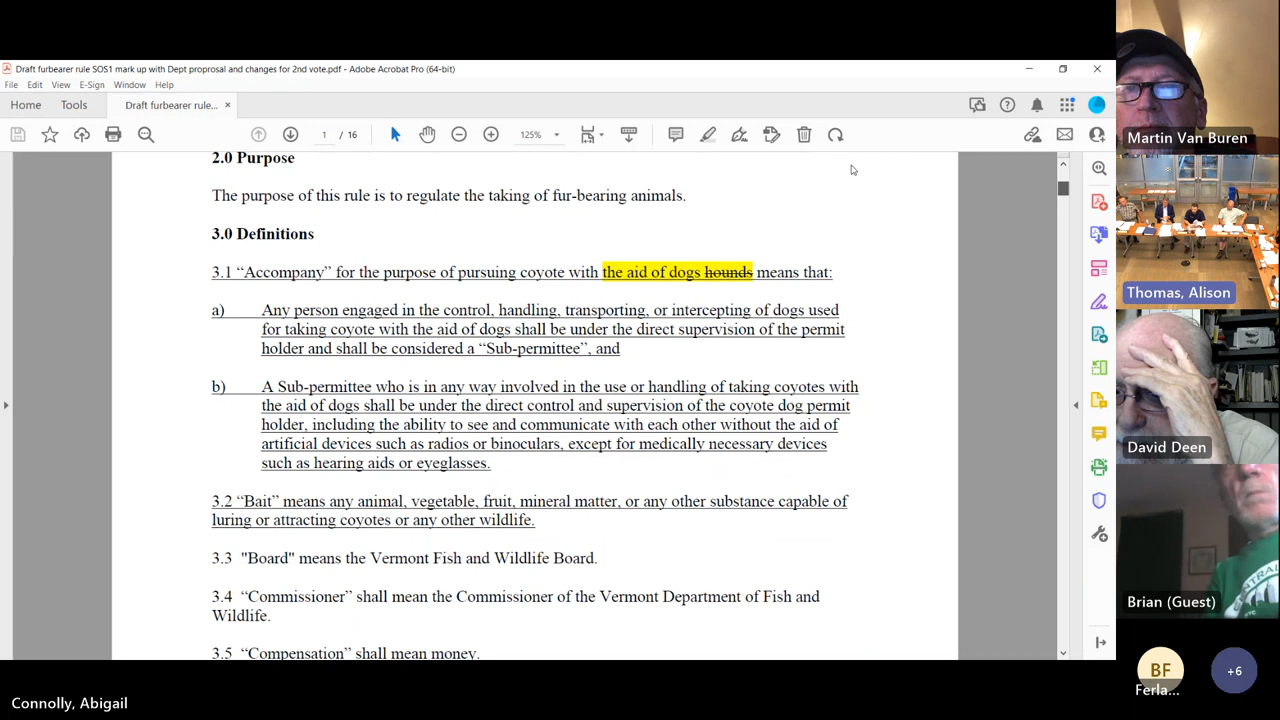 Draft furbearer rule SOS1 mark up with Dept proprosal and changes for 2nd vote.pdf - Adobe Acrobat Pro (64-bit)
File Edit View E-Sign Window Help
Home Tools Draft furbearer rule... ×
1 / 16 125%
2.0 Purpose
The purpose of this rule is to regulate the taking of fur-bearing animals.
3.0 Definitions
3.1 “Accompany” for the purpose of pursuing coyote with the aid of dogs hounds means that:
a) Any person engaged in the control, handling, transporting, or intercepting of dogs used
for taking coyote with the aid of dogs shall be under the direct supervision of the permit
holder and shall be considered a “Sub-permittee”, and
b) A Sub-permittee who is in any way involved in the use or handling of taking coyotes with
the aid of dogs shall be under the direct control and supervision of the coyote dog permit
holder, including the ability to see and communicate with each other without the aid of
artificial devices such as radios or binoculars, except for medically necessary devices
such as hearing aids or eyeglasses.
3.2 “Bait” means any animal, vegetable, fruit, mineral matter, or any other substance capable of
luring or attracting coyotes or any other wildlife.
3.3 "Board" means the Vermont Fish and Wildlife Board.
3.4 “Commissioner” shall mean the Commissioner of the Vermont Department of Fish and
Wildlife.
3.5 “Compensation” shall mean money.
Martin Van Buren
Thomas, Alison
David Deen
Brian (Guest)
BF
Ferla...
+6
Connolly, Abigail